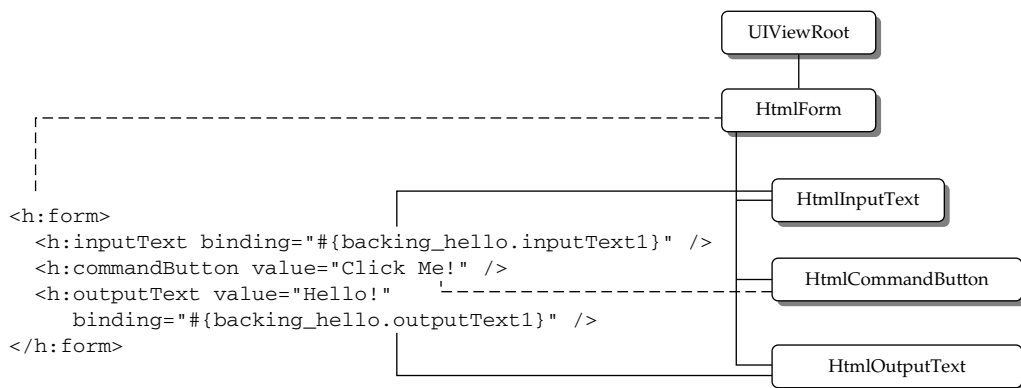 UIViewRoot
HtmlForm
HtmlInputText
HtmlCommandButton
HtmlOutputText
<h:form>
<h:inputText binding="#{backing_hello.inputText1}" />
<h:commandButton value="Click Me!" />
<h:outputText value="Hello!"
binding="#{backing_hello.outputText1}" />
</h:form>